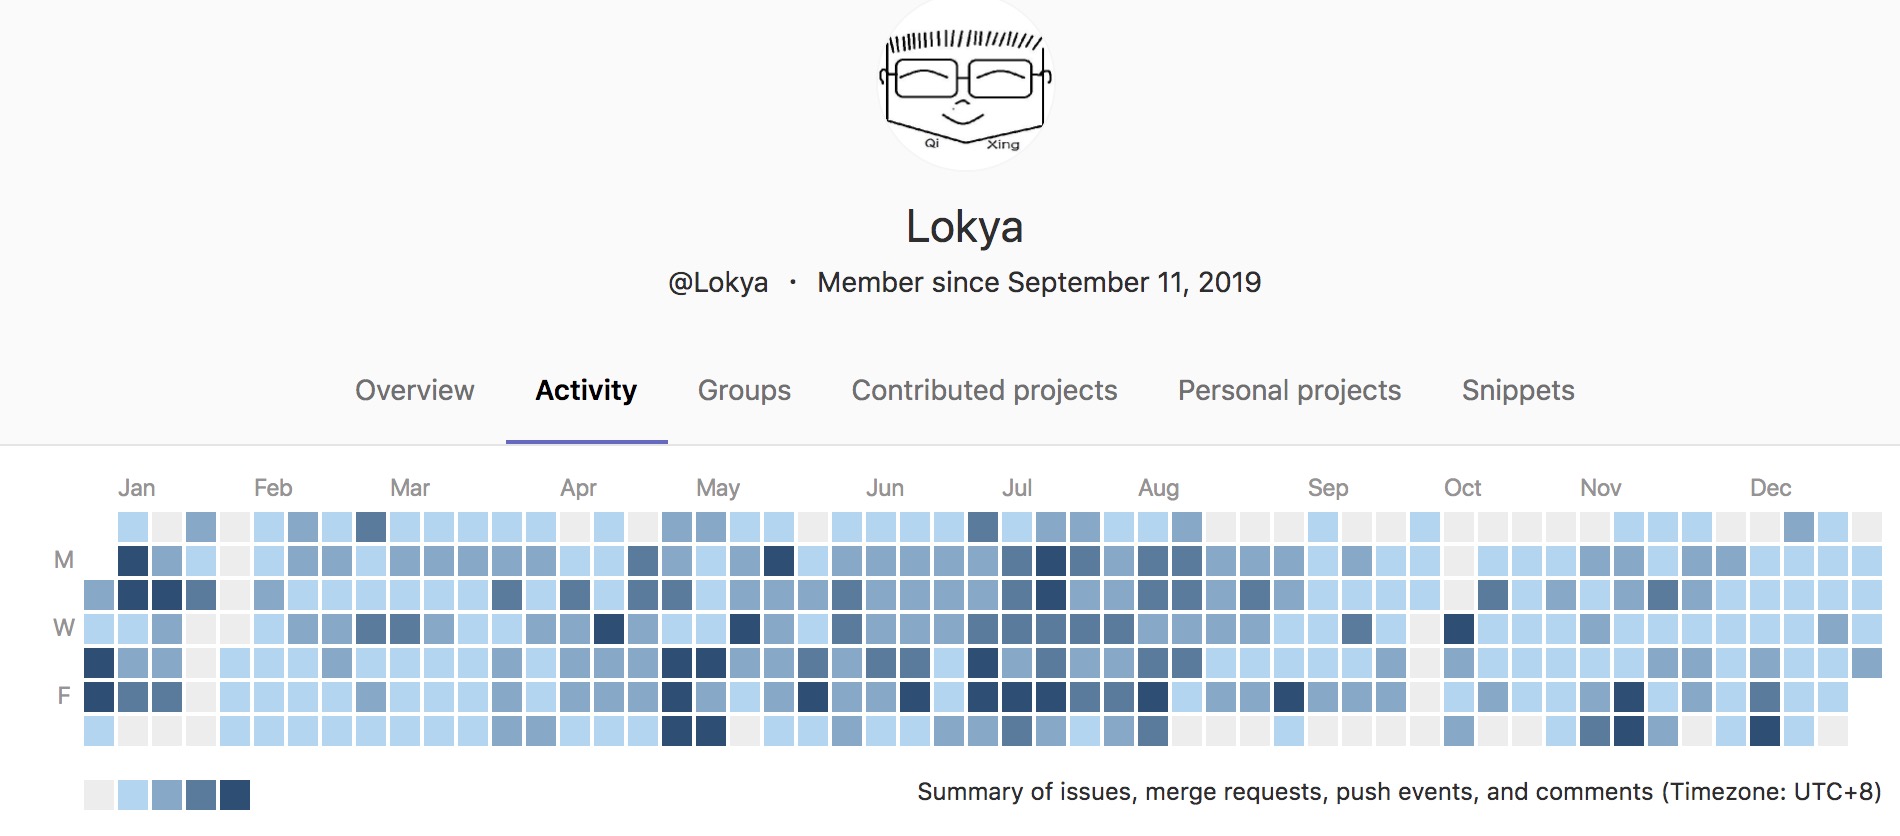 Qi Xing
Lokya
@Lokya · Member since September 11, 2019
Overview Activity Groups Contributed projects Personal projects Snippets
Jan Feb Mar Apr May Jun Jul Aug Sep Oct Nov Dec
M
W
F
Summary of issues, merge requests, push events, and comments (Timezone: UTC+8)